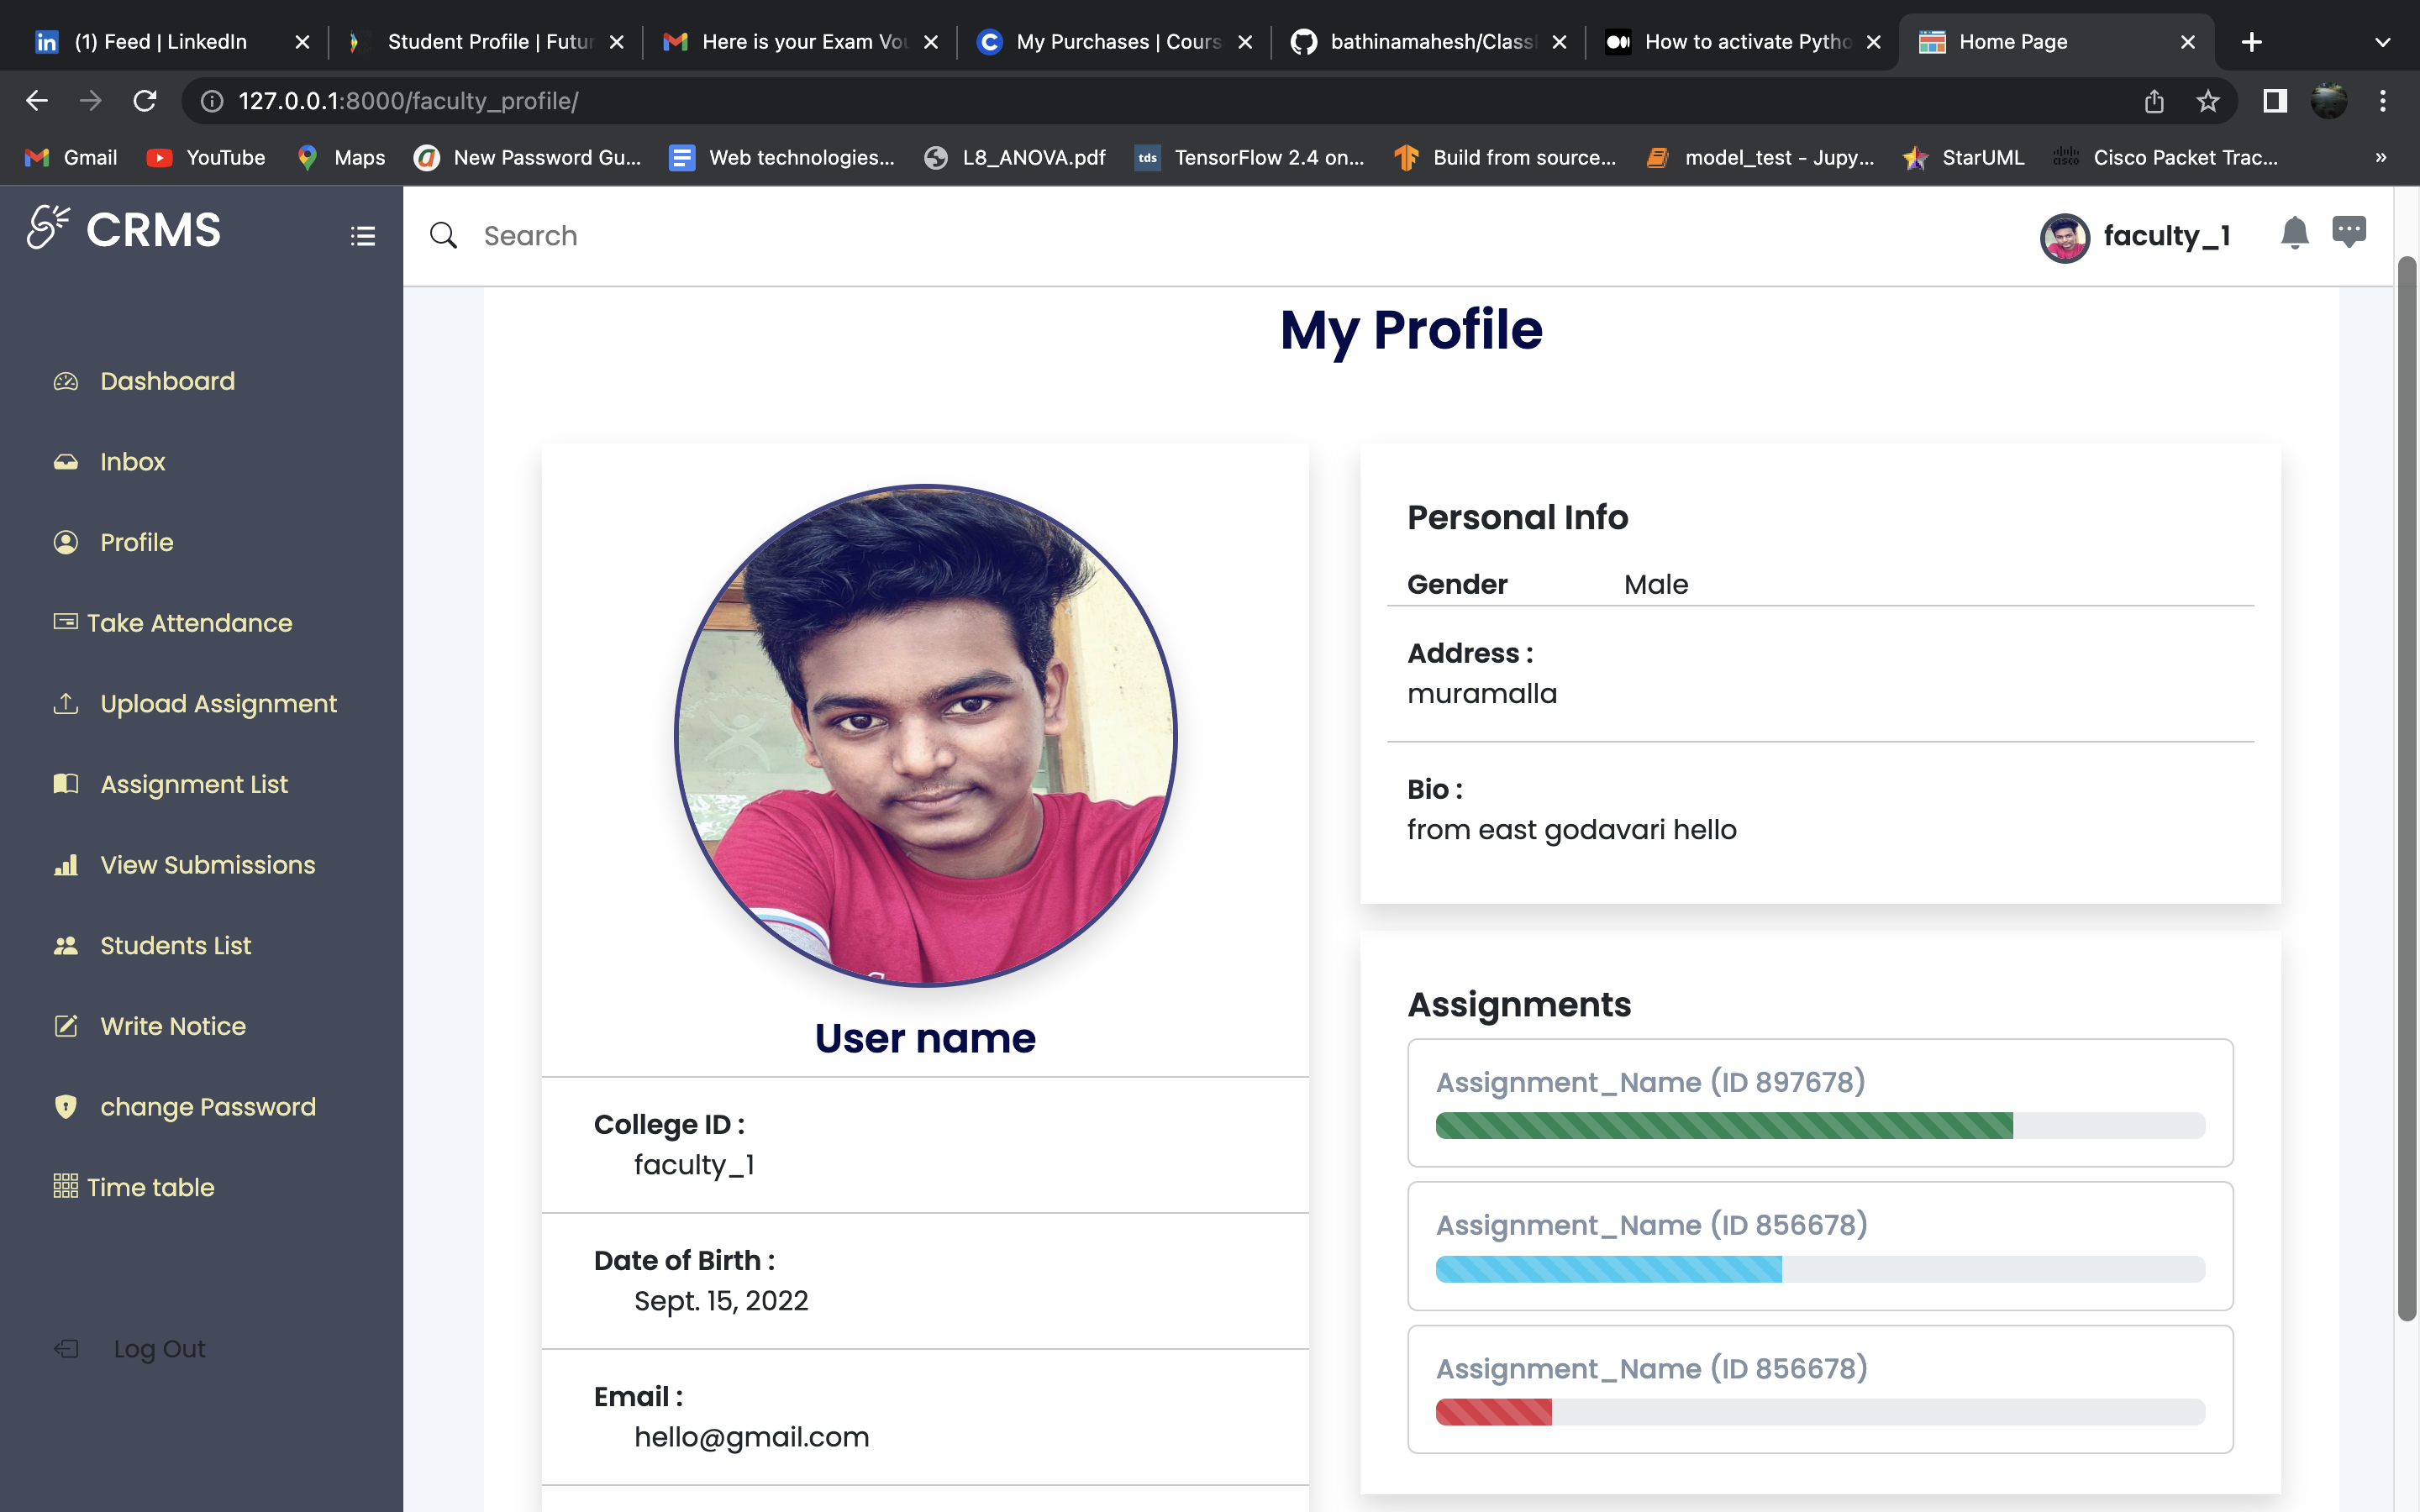 (1) Feed | LinkedIn
Student Profile | Futur
Here is your Exam Vou
My Purchases | Cours
bathinamahesh/Class
How to activate Pytho
Home Page
127.0.0.1:8000/faculty_profile/
Gmail
YouTube
Maps
New Password Gu...
Web technologies...
L8_ANOVA.pdf
tds
TensorFlow 2.4 on...
Build from source...
model_test - Jupy...
StarUML
cisco
Cisco Packet Trac...
»
CRMS
Search
faculty_1
Dashboard
Inbox
Profile
Take Attendance
Upload Assignment
Assignment List
View Submissions
Students List
Write Notice
change Password
Time table
Log Out
My Profile
User name
College ID :
faculty_1
Date of Birth :
Sept. 15, 2022
Email :
hello@gmail.com
Personal Info
Gender Male
Address :
muramalla
Bio :
from east godavari hello
Assignments
Assignment_Name (ID 897678)
Assignment_Name (ID 856678)
Assignment_Name (ID 856678)